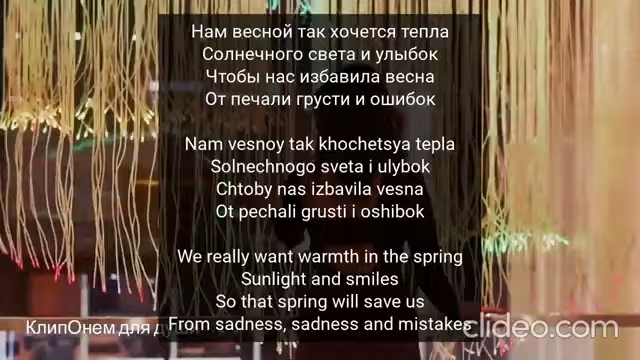 Нам весной так хочется тепла
Солнечного света и улыбок
Чтобы нас избавила весна
От печали грусти и ошибок
Nam vesnoy tak khochetsya tepla
Solnechnogo sveta i ulybok
Chtoby nas izbavila vesna
Ot pechali grusti i oshibok
We really want warmth in the spring
Sunlight and smiles
So that spring will save us
From sadness, sadness and mistakes
КлипОнем для
clideo.com